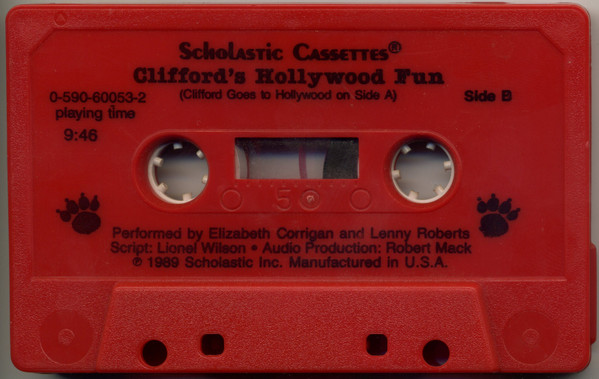 Scholastic Cassettes®
Clifford's Hollywood Fun
(Clifford Goes to Hollywood on Side A)
Side B
0-590-60053-2
playing time
9:46
50
Performed by Elizabeth Corrigan and Lenny Roberts
Script: Lionel Wilson • Audio Production: Robert Mack
℗ 1989 Scholastic Inc. Manufactured in U.S.A.